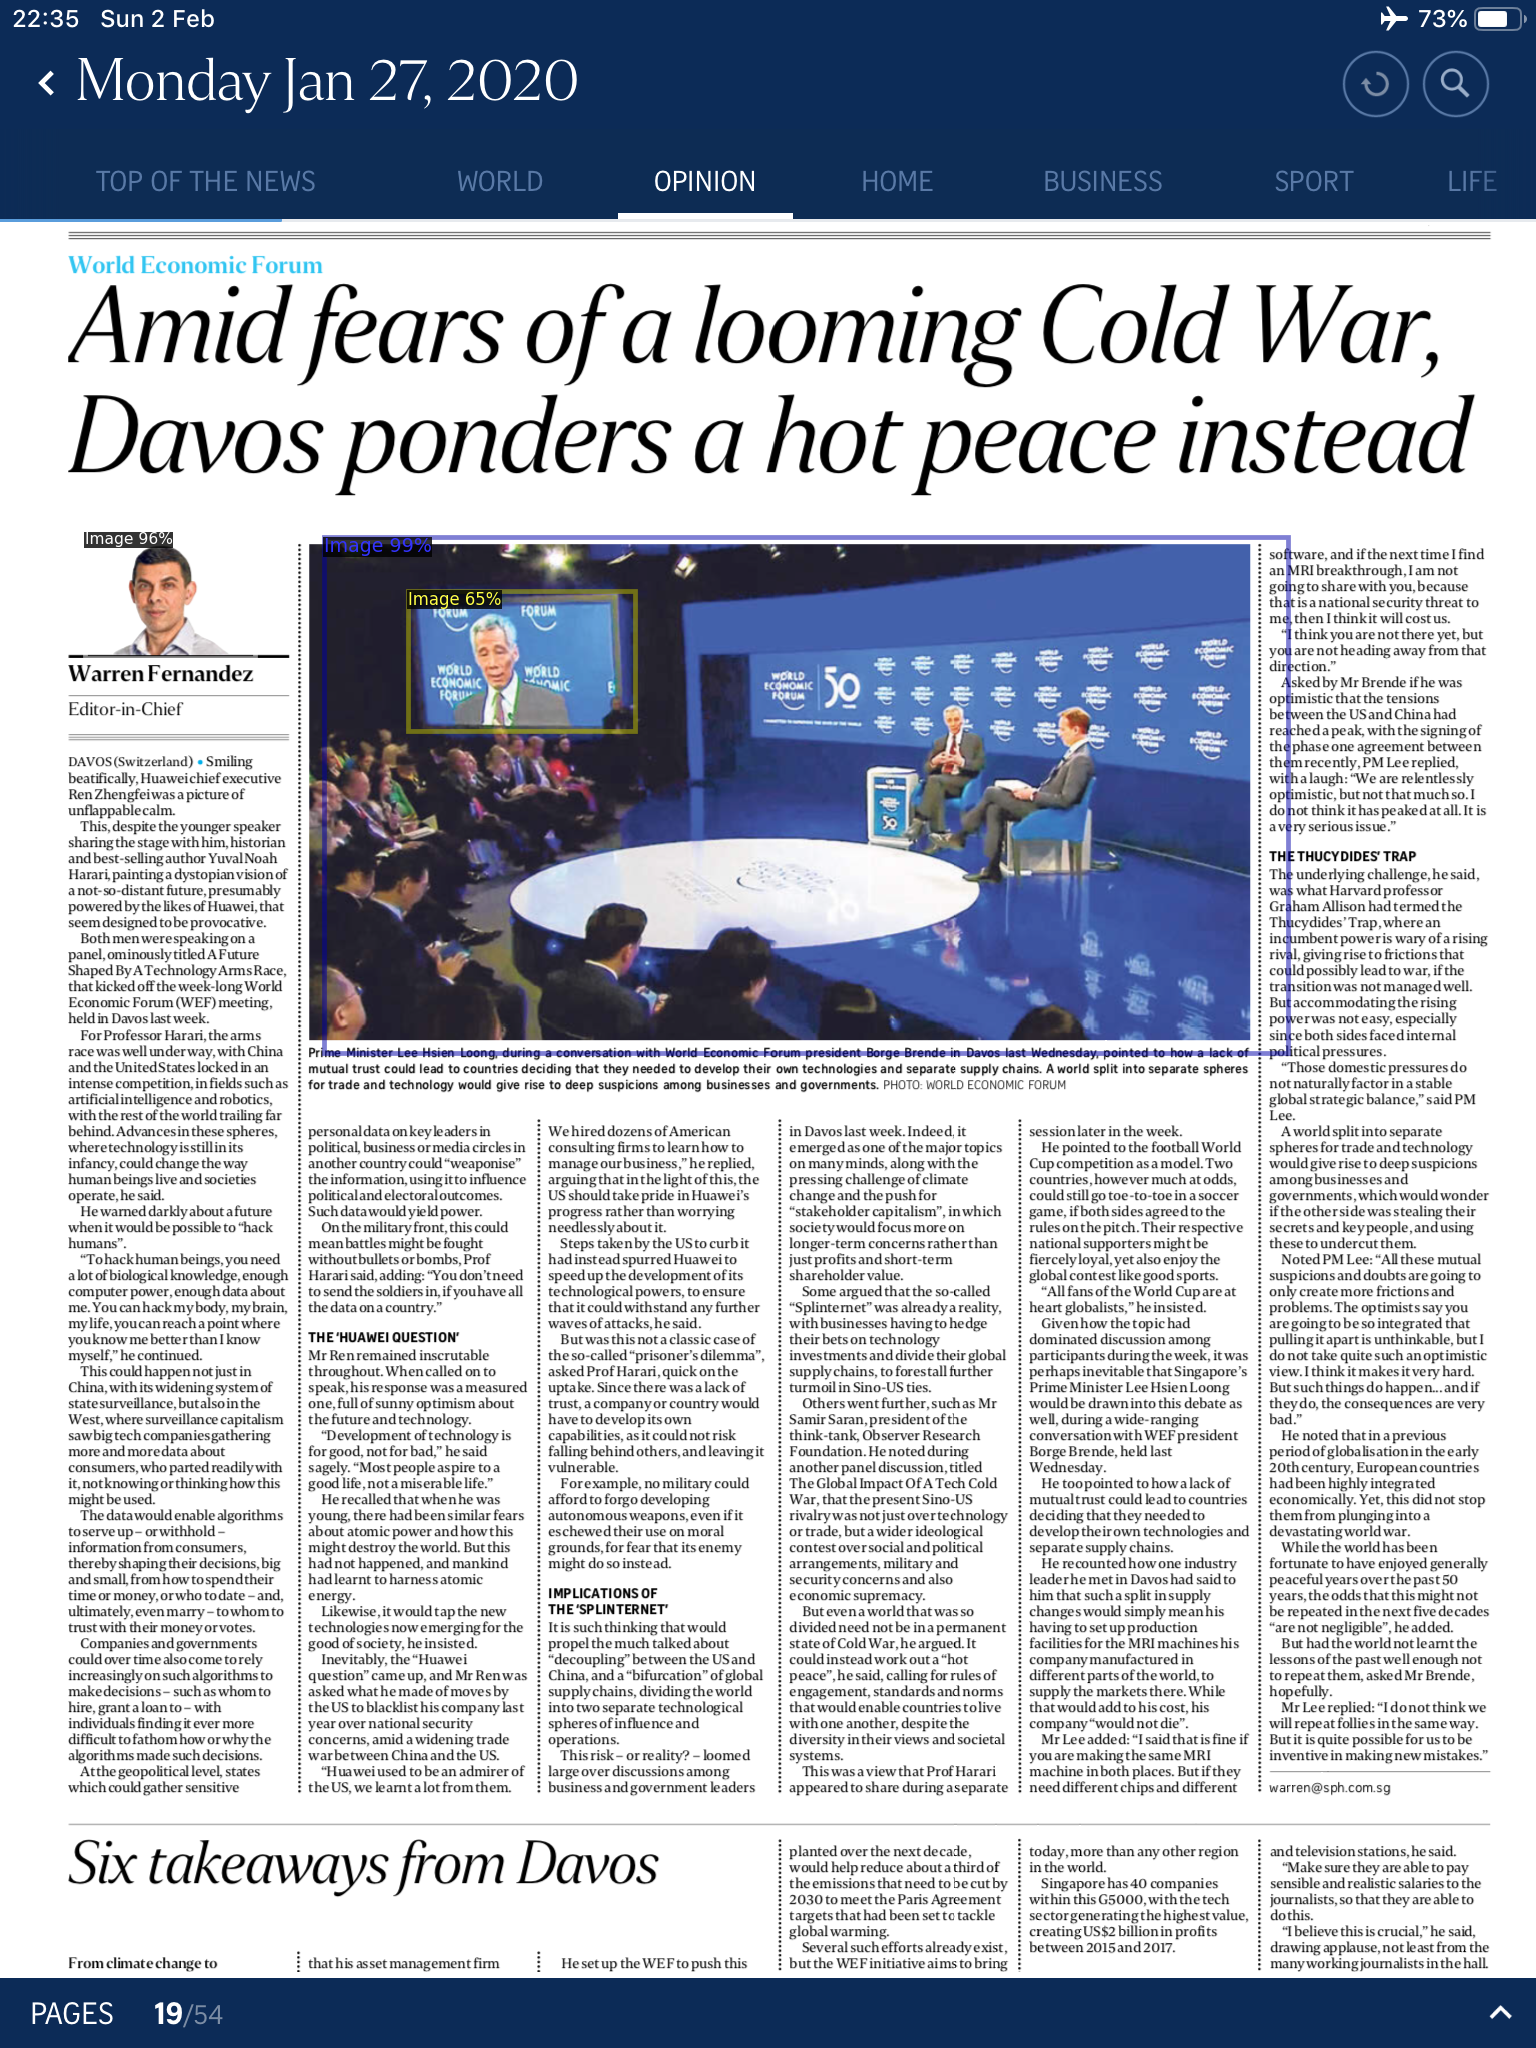 22:35 Sun 2 Feb
73%
Monday Jan 27, 2020
TOP OF THE NEWS WORLD OPINION HOME BUSINESS SPORT LIFE
World Economic Forum
Amid fears of a looming Cold War,
Davos ponders a hot peace instead
Image 96%
Warren Fernandez
Editor-in-Chief
DAVOS (Switzerland) • Smiling
beatifically, Huawei chief executive
Ren Zhengfei was a picture of
unflappable calm.
This, despite the younger speaker
sharing the stage with him, historian
and best-selling author Yuval Noah
Harari, painting a dystopian vision of
a not-so-distant future, presumably
powered by the likes of Huawei, that
seem designed to be provocative.
Both men were speaking on a
panel, ominously titled A Future
Shaped By A Technology Arms Race,
that kicked off the week-long World
Economic Forum (WEF) meeting,
held in Davos last week.
For Professor Harari, the arms
race was well under way, with China
and the United States locked in an
intense competition, in fields such as
artificial intelligence and robotics,
with the rest of the world trailing far
behind. Advances in these spheres,
where technology is still in its
infancy, could change the way
human beings live and societies
operate, he said.
He warned darkly about a future
when it would be possible to “hack
humans”.
“To hack human beings, you need
a lot of biological knowledge, enough
computer power, enough data about
me. You can hack my body, my brain,
my life, you can reach a point where
you know me better than I know
myself,” he continued.
This could happen not just in
China, with its widening system of
state surveillance, but also in the
West, where surveillance capitalism
saw big tech companies gathering
more and more data about
consumers, who parted readily with
it, not knowing or thinking how this
might be used.
The data would enable algorithms
to serve up – or withhold –
information from consumers,
thereby shaping their decisions, big
and small, from how to spend their
time or money, or who to date – and,
ultimately, even marry – to whom to
trust with their money or votes.
Companies and governments
could over time also come to rely
increasingly on such algorithms to
make decisions – such as whom to
hire, grant a loan to – with
individuals finding it ever more
difficult to fathom how or why the
algorithms made such decisions.
At the geopolitical level, states
which could gather sensitive
Image 99%
Image 65%
FORUM FORUM
WORLD ECONOMIC FORUM
WORLD ECONOMIC FORUM 50
Prime Minister Lee Hsien Loong, during a conversation with World Economic Forum president Borge Brende in Davos last Wednesday, pointed to how a lack of
mutual trust could lead to countries deciding that they needed to develop their own technologies and separate supply chains. A world split into separate spheres
for trade and technology would give rise to deep suspicions among businesses and governments. PHOTO: WORLD ECONOMIC FORUM
personal data on key leaders in
political, business or media circles in
another country could “weaponise”
the information, using it to influence
political and electoral outcomes.
Such data would yield power.
On the military front, this could
mean battles might be fought
without bullets or bombs, Prof
Harari said, adding: “You don’t need
to send the soldiers in, if you have all
the data on a country.”
THE ‘HUAWEI QUESTION’
Mr Ren remained inscrutable
throughout. When called on to
speak, his response was a measured
one, full of sunny optimism about
the future and technology.
“Development of technology is
for good, not for bad,” he said
sagely. “Most people aspire to a
good life, not a miserable life.”
He recalled that when he was
young, there had been similar fears
about atomic power and how this
might destroy the world. But this
had not happened, and mankind
had learnt to harness atomic
energy.
Likewise, it would tap the new
technologies now emerging for the
good of society, he insisted.
Inevitably, the “Huawei
question” came up, and Mr Ren was
asked what he made of moves by
the US to blacklist his company last
year over national security
concerns, amid a widening trade
war between China and the US.
“Huawei used to be an admirer of
the US, we learnt a lot from them.
We hired dozens of American
consulting firms to learn how to
manage our business,” he replied,
arguing that in the light of this, the
US should take pride in Huawei’s
progress rather than worrying
needlessly about it.
Steps taken by the US to curb it
had instead spurred Huawei to
speed up the development of its
technological powers, to ensure
that it could withstand any further
waves of attacks, he said.
But was this not a classic case of
the so-called “prisoner’s dilemma”,
asked Prof Harari, quick on the
uptake. Since there was a lack of
trust, a company or country would
have to develop its own
capabilities, as it could not risk
falling behind others, and leaving it
vulnerable.
For example, no military could
afford to forgo developing
autonomous weapons, even if it
eschewed their use on moral
grounds, for fear that its enemy
might do so instead.
IMPLICATIONS OF
THE ‘SPLINTERNET’
It is such thinking that would
propel the much talked about
“decoupling” between the US and
China, and a “bifurcation” of global
supply chains, dividing the world
into two separate technological
spheres of influence and
operations.
This risk – or reality? – loomed
large over discussions among
business and government leaders
in Davos last week. Indeed, it
emerged as one of the major topics
on many minds, along with the
pressing challenge of climate
change and the push for
“stakeholder capitalism”, in which
society would focus more on
longer-term concerns rather than
just profits and short-term
shareholder value.
Some argued that the so-called
“Splinternet” was already a reality,
with businesses having to hedge
their bets on technology
investments and divide their global
supply chains, to forestall further
turmoil in Sino-US ties.
Others went further, such as Mr
Samir Saran, president of the
think-tank, Observer Research
Foundation. He noted during
another panel discussion, titled
The Global Impact Of A Tech Cold
War, that the present Sino-US
rivalry was not just over technology
or trade, but a wider ideological
contest over social and political
arrangements, military and
security concerns and also
economic supremacy.
But even a world that was so
divided need not be in a permanent
state of Cold War, he argued. It
could instead work out a “hot
peace”, he said, calling for rules of
engagement, standards and norms
that would enable countries to live
with one another, despite the
diversity in their views and societal
systems.
This was a view that Prof Harari
appeared to share during a separate
session later in the week.
He pointed to the football World
Cup competition as a model. Two
countries, however much at odds,
could still go toe-to-toe in a soccer
game, if both sides agreed to the
rules on the pitch. Their respective
national supporters might be
fiercely loyal, yet also enjoy the
global contest like good sports.
“All fans of the World Cup are at
heart globalists,” he insisted.
Given how the topic had
dominated discussion among
participants during the week, it was
perhaps inevitable that Singapore’s
Prime Minister Lee Hsien Loong
would be drawn into this debate as
well, during a wide-ranging
conversation with WEF president
Borge Brende, held last
Wednesday.
He too pointed to how a lack of
mutual trust could lead to countries
deciding that they needed to
develop their own technologies and
separate supply chains.
He recounted how one industry
leader he met in Davos had said to
him that such a split in supply
changes would simply mean his
having to set up production
facilities for the MRI machines his
company manufactured in
different parts of the world, to
supply the markets there. While
that would add to his cost, his
company “would not die”.
Mr Lee added: “I said that is fine if
you are making the same MRI
machine in both places. But if they
need different chips and different
software, and if the next time I find
an MRI breakthrough, I am not
going to share with you, because
that is a national security threat to
me, then I think it will cost us.
“I think you are not there yet, but
you are not heading away from that
direction.”
Asked by Mr Brende if he was
optimistic that the tensions
between the US and China had
reached a peak, with the signing of
the phase one agreement between
them recently, PM Lee replied,
with a laugh: “We are relentlessly
optimistic, but not that much so. I
do not think it has peaked at all. It is
a very serious issue.”
THE THUCYDIDES’ TRAP
The underlying challenge, he said,
was what Harvard professor
Graham Allison had termed the
Thucydides’ Trap, where an
incumbent power is wary of a rising
rival, giving rise to frictions that
could possibly lead to war, if the
transition was not managed well.
But accommodating the rising
power was not easy, especially
since both sides faced internal
political pressures.
“Those domestic pressures do
not naturally factor in a stable
global strategic balance,” said PM
Lee.
A world split into separate
spheres for trade and technology
would give rise to deep suspicions
among businesses and
governments, which would wonder
if the other side was stealing their
secrets and key people, and using
these to undercut them.
Noted PM Lee: “All these mutual
suspicions and doubts are going to
only create more frictions and
problems. The optimists say you
are going to be so integrated that
pulling it apart is unthinkable, but I
do not take quite such an optimistic
view. I think it makes it very hard.
But such things do happen... and if
they do, the consequences are very
bad.”
He noted that in a previous
period of globalisation in the early
20th century, European countries
had been highly integrated
economically. Yet, this did not stop
them from plunging into a
devastating world war.
While the world has been
fortunate to have enjoyed generally
peaceful years over the past 50
years, the odds that this might not
be repeated in the next five decades
“are not negligible”, he added.
But had the world not learnt the
lessons of the past well enough not
to repeat them, asked Mr Brende,
hopefully.
Mr Lee replied: “I do not think we
will repeat follies in the same way.
But it is quite possible for us to be
inventive in making new mistakes.”
warren@sph.com.sg
Six takeaways from Davos
From climate change to
that his asset management firm
He set up the WEF to push this
planted over the next decade,
would help reduce about a third of
the emissions that need to be cut by
2030 to meet the Paris Agreement
targets that had been set to tackle
global warming.
Several such efforts already exist,
but the WEF initiative aims to bring
today, more than any other region
in the world.
Singapore has 40 companies
within this G5000, with the tech
sector generating the highest value,
creating US$2 billion in profits
between 2015 and 2017.
and television stations, he said.
“Make sure they are able to pay
sensible and realistic salaries to the
journalists, so that they are able to
do this.
“I believe this is crucial,” he said,
drawing applause, not least from the
many working journalists in the hall.
PAGES 19/54